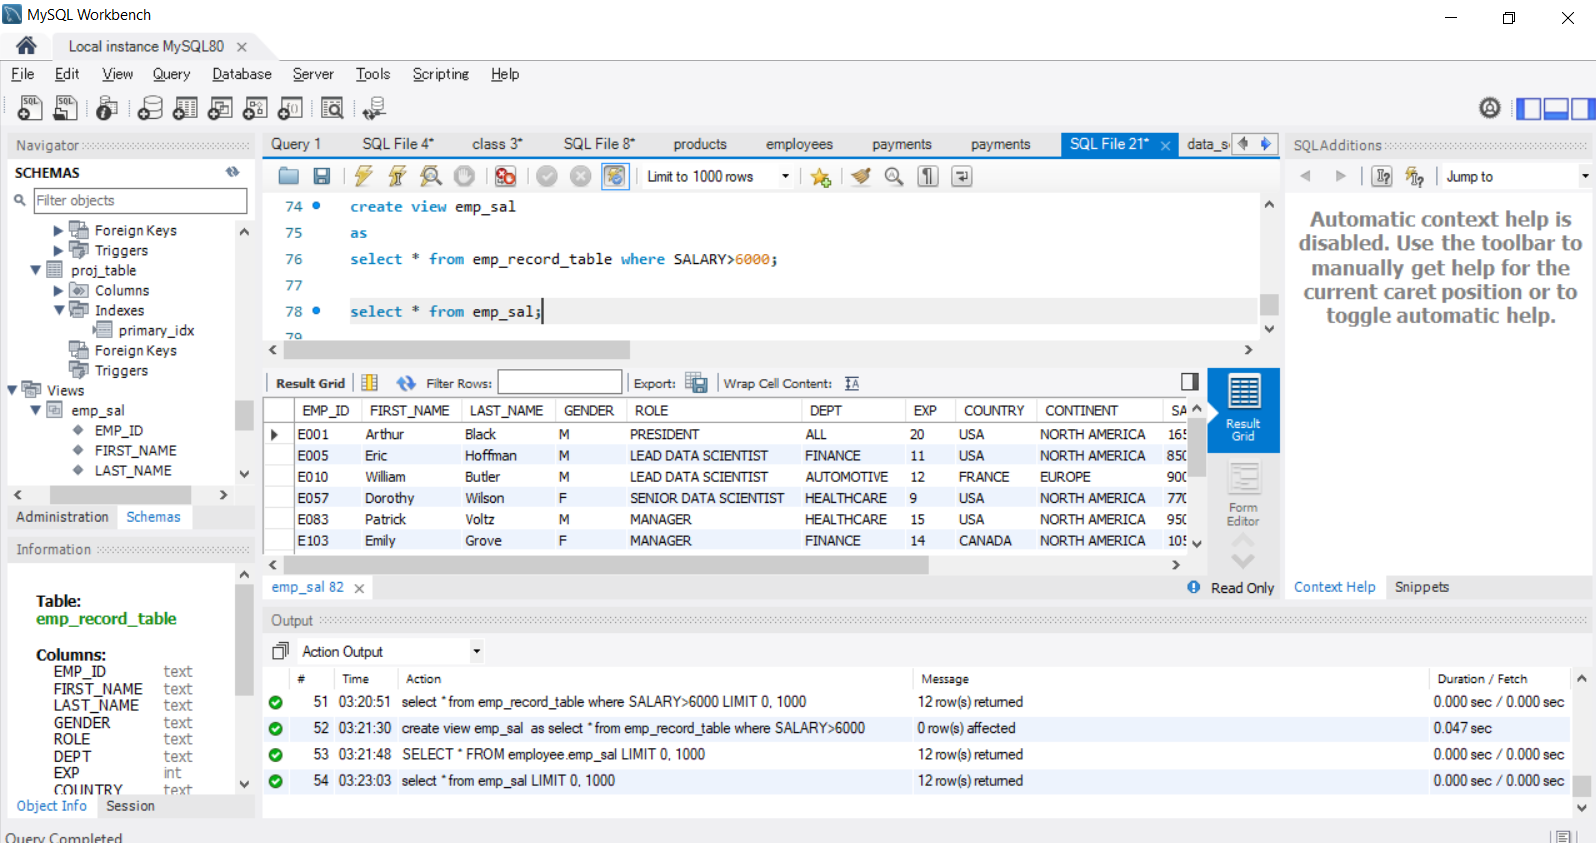 MySQL Workbench
Local instance MySQL80
File Edit View Query Database Server Tools Scripting Help
Navigator
SCHEMAS
Filter objects
Foreign Keys
Triggers
proj_table
Columns
Indexes
primary_idx
Foreign Keys
Triggers
Views
emp_sal
EMP_ID
FIRST_NAME
LAST_NAME
Administration Schemas
Information
Table:
emp_record_table
Columns:
EMP_ID text
FIRST_NAME text
LAST_NAME text
GENDER text
ROLE text
DEPT text
EXP int
COUNTRY text
Object Info Session
Query 1 SQL File 4* class 3* SQL File 8* products employees payments payments SQL File 21* data_s
Limit to 1000 rows
74 create view emp_sal
75 as
76 select * from emp_record_table where SALARY>6000;
77
78 select * from emp_sal;
79
Result Grid Filter Rows: Export: Wrap Cell Content:
EMP_ID FIRST_NAME LAST_NAME GENDER ROLE DEPT EXP COUNTRY CONTINENT SA
E001 Arthur Black M PRESIDENT ALL 20 USA NORTH AMERICA 165
E005 Eric Hoffman M LEAD DATA SCIENTIST FINANCE 11 USA NORTH AMERICA 850
E010 William Butler M LEAD DATA SCIENTIST AUTOMOTIVE 12 FRANCE EUROPE 900
E057 Dorothy Wilson F SENIOR DATA SCIENTIST HEALTHCARE 9 USA NORTH AMERICA 770
E083 Patrick Voltz M MANAGER HEALTHCARE 15 USA NORTH AMERICA 950
E103 Emily Grove F MANAGER FINANCE 14 CANADA NORTH AMERICA 105
Result
Grid
Form
Editor
emp_sal 82
Read Only
SQLAdditions
Jump to
Automatic context help is
disabled. Use the toolbar to
manually get help for the
current caret position or to
toggle automatic help.
Context Help Snippets
Output
Action Output
# Time Action Message Duration / Fetch
51 03:20:51 select * from emp_record_table where SALARY>6000 LIMIT 0, 1000 12 row(s) returned 0.000 sec / 0.000 sec
52 03:21:30 create view emp_sal as select * from emp_record_table where SALARY>6000 0 row(s) affected 0.047 sec
53 03:21:48 SELECT * FROM employee.emp_sal LIMIT 0, 1000 12 row(s) returned 0.000 sec / 0.000 sec
54 03:23:03 select * from emp_sal LIMIT 0, 1000 12 row(s) returned 0.000 sec / 0.000 sec
Query Completed